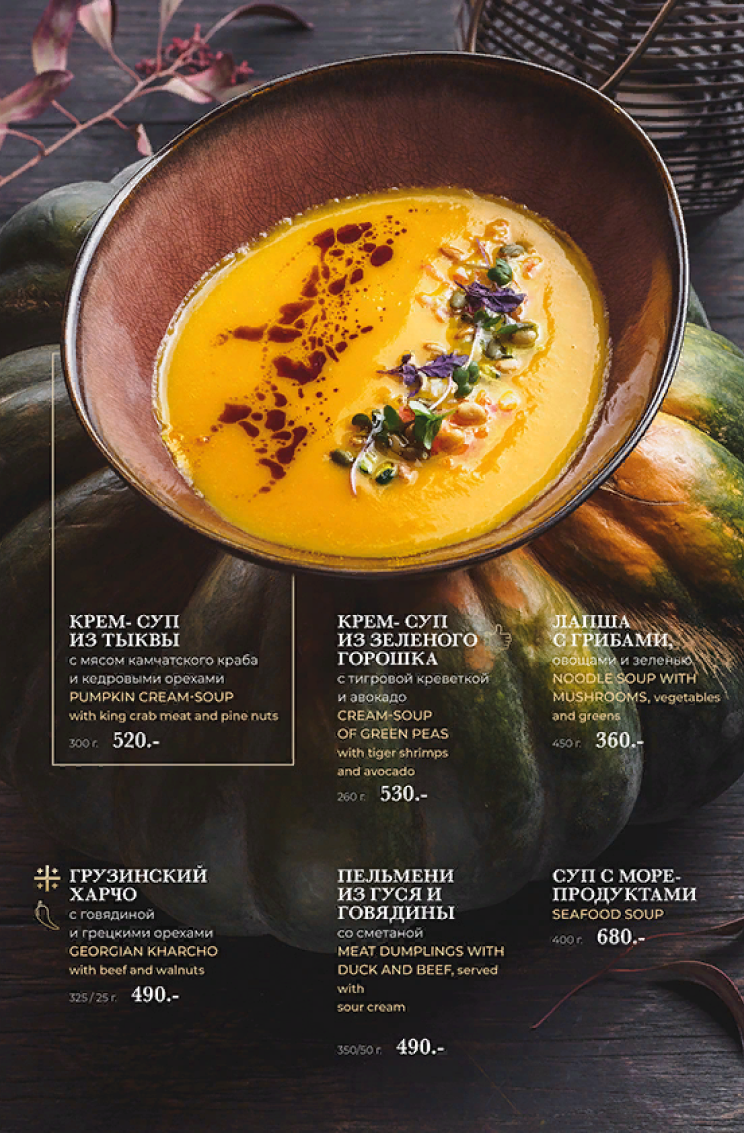 КРЕМ- СУП
ИЗ ТЫКВЫ
с мясом камчатского краба
и кедровыми орехами
PUMPKIN CREAM-SOUP
with king crab meat and pine nuts
300 г. 520.-
КРЕМ- СУП
ИЗ ЗЕЛЕНОГО
ГОРОШКА
с тигровой креветкой
и авокадо
CREAM-SOUP
OF GREEN PEAS
with tiger shrimps
and avocado
260 г. 530.-
ЛАПША
С ГРИБАМИ,
овощами и зеленью
NOODLE SOUP WITH
MUSHROOMS, vegetables
and greens
450 г. 360.-
ГРУЗИНСКИЙ
ХАРЧО
с говядиной
и грецкими орехами
GEORGIAN KHARCHO
with beef and walnuts
325 / 25 г. 490.-
ПЕЛЬМЕНИ
ИЗ ГУСЯ И
ГОВЯДИНЫ
со сметаной
MEAT DUMPLINGS WITH
DUCK AND BEEF, served
with
sour cream
350/50 г. 490.-
СУП С МОРЕ-
ПРОДУКТАМИ
SEAFOOD SOUP
400 г. 680.-